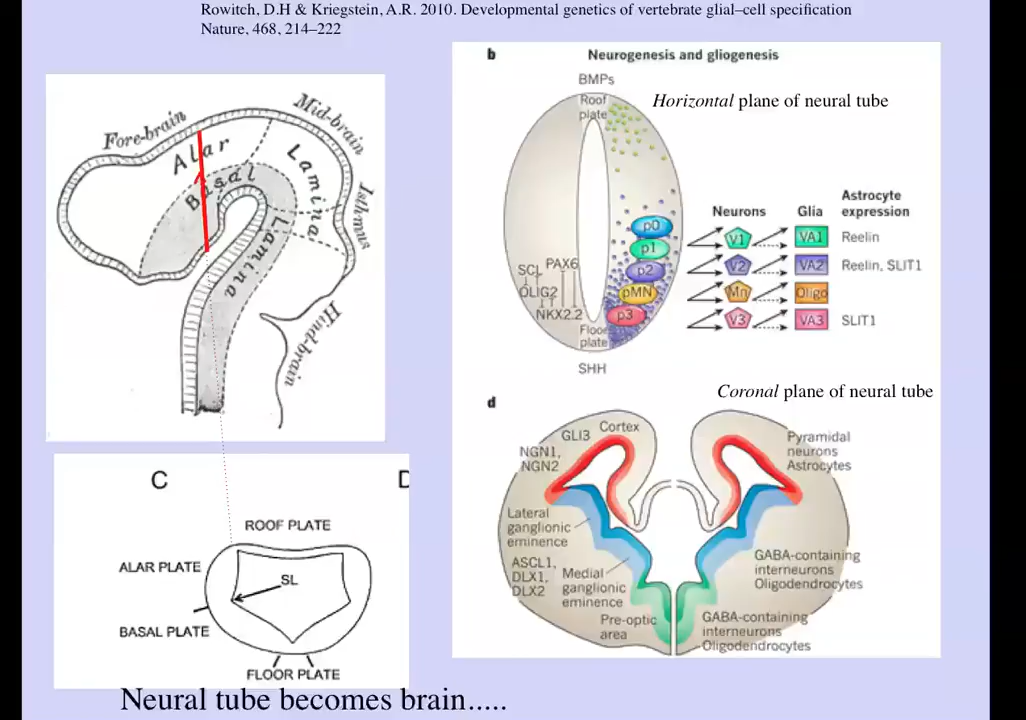 Rowitch, D.H & Kriegstein, A.R. 2010. Developmental genetics of vertebrate glial–cell specification
Nature, 468, 214–222
Fore-brain
Mid-brain
Isthmus
Hind-brain
Alar
Lamina
Basal
Lamina
b
Neurogenesis and gliogenesis
BMPs
Roof
plate
Horizontal plane of neural tube
p0
p1
p2
pMN
p3
SCL
PAX6
OLIG2
NKX2.2
Floor
plate
SHH
Neurons
Glia
Astrocyte
expression
V1
VA1
Reelin
V2
VA2
Reelin, SLIT1
Mn
Oligo
V3
VA3
SLIT1
Coronal plane of neural tube
d
GLI3
Cortex
NGN1,
NGN2
Lateral
ganglionic
eminence
ASCL1,
DLX1,
DLX2
Medial
ganglionic
eminence
Pre-optic
area
Pyramidal
neurons
Astrocytes
GABA-containing
interneurons
Oligodendrocytes
GABA-containing
interneurons
Oligodendrocytes
C
D
ROOF PLATE
ALAR PLATE
SL
BASAL PLATE
FLOOR PLATE
Neural tube becomes brain.....